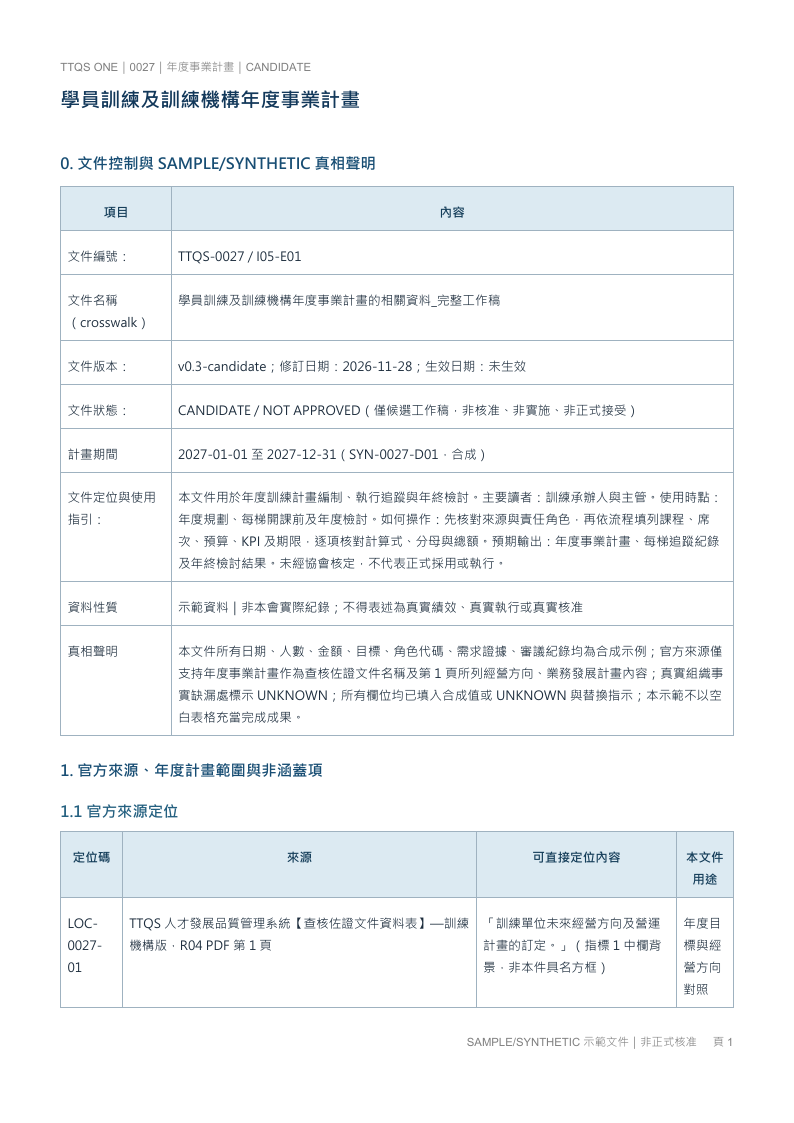 TTQS ONE｜0027｜年度事業計畫｜CANDIDATE
學員訓練及訓練機構年度事業計畫
0. 文件控制與 SAMPLE/SYNTHETIC 真相聲明
項目
內容
文件編號：
TTQS-0027 / I05-E01
文件名稱
（crosswalk）
學員訓練及訓練機構年度事業計畫的相關資料_完整工作稿
文件版本：
v0.3-candidate；修訂日期：2026-11-28；生效日期：未生效
文件狀態：
CANDIDATE / NOT APPROVED（僅候選工作稿，非核准、非實施、非正式接受）
計畫期間
2027-01-01 至 2027-12-31（SYN-0027-D01，合成）
文件定位與使用
指引：
本文件用於年度訓練計畫編制、執行追蹤與年終檢討。主要讀者：訓練承辦人與主管。使用時點：
年度規劃、每梯開課前及年度檢討。如何操作：先核對來源與責任角色，再依流程填列課程、席
次、預算、KPI 及期限，逐項核對計算式、分母與總額。預期輸出：年度事業計畫、每梯追蹤紀錄
及年終檢討結果。未經協會核定，不代表正式採用或執行。
資料性質
示範資料 | 非本會實際紀錄；不得表述為真實績效、真實執行或真實核准
真相聲明
本文件所有日期、人數、金額、目標、角色代碼、需求證據、審議紀錄均為合成示例；官方來源僅
支持年度事業計畫作為查核佐證文件名稱及第 1 頁所列經營方向、業務發展計畫內容；真實組織事
實缺漏處標示 UNKNOWN；所有欄位均已填入合成值或 UNKNOWN 與替換指示；本示範不以空
白表格充當完成成果。
1. 官方來源、年度計畫範圍與非涵蓋項
1.1 官方來源定位
定位碼
來源
可直接定位內容
本文件
用途
LOC-
0027-
01
TTQS 人才發展品質管理系統【查核佐證文件資料表】—訓練
機構版，R04 PDF 第 1 頁
「訓練單位未來經營方向及營運
計畫的訂定。」（指標 1 中欄背
景，非本件具名方框）
年度目
標與經
營方向
對照
SAMPLE/SYNTHETIC 示範文件｜非正式核准 頁 1